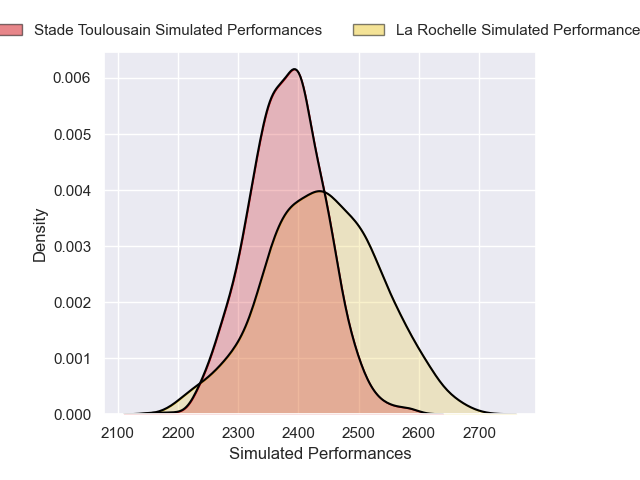 Stade Toulousain Simulated Performances
La Rochelle Simulated Performance
0.006
0.005
0.004
0.003
0.002
0.001
0.000
Density
2100 2200 2300 2400 2500 2600 2700
Simulated Performances